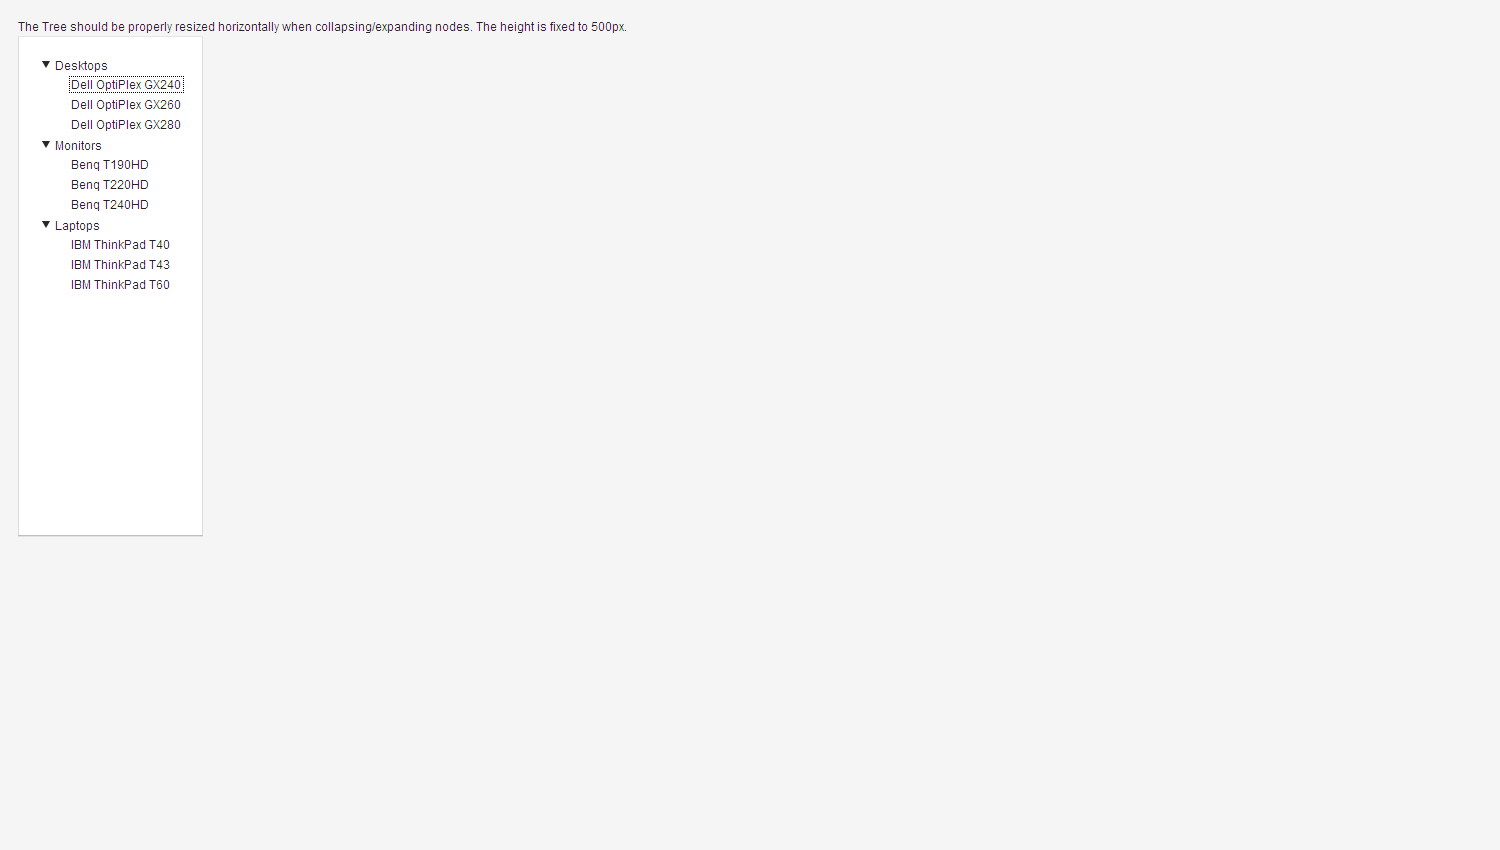 The Tree should be properly resized horizontally when collapsing/expanding nodes. The height is fixed to 500px.
Desktops
Dell OptiPlex GX240
Dell OptiPlex GX260
Dell OptiPlex GX280
Monitors
Benq T190HD
Benq T220HD
Benq T240HD
Laptops
IBM ThinkPad T40
IBM ThinkPad T43
IBM ThinkPad T60